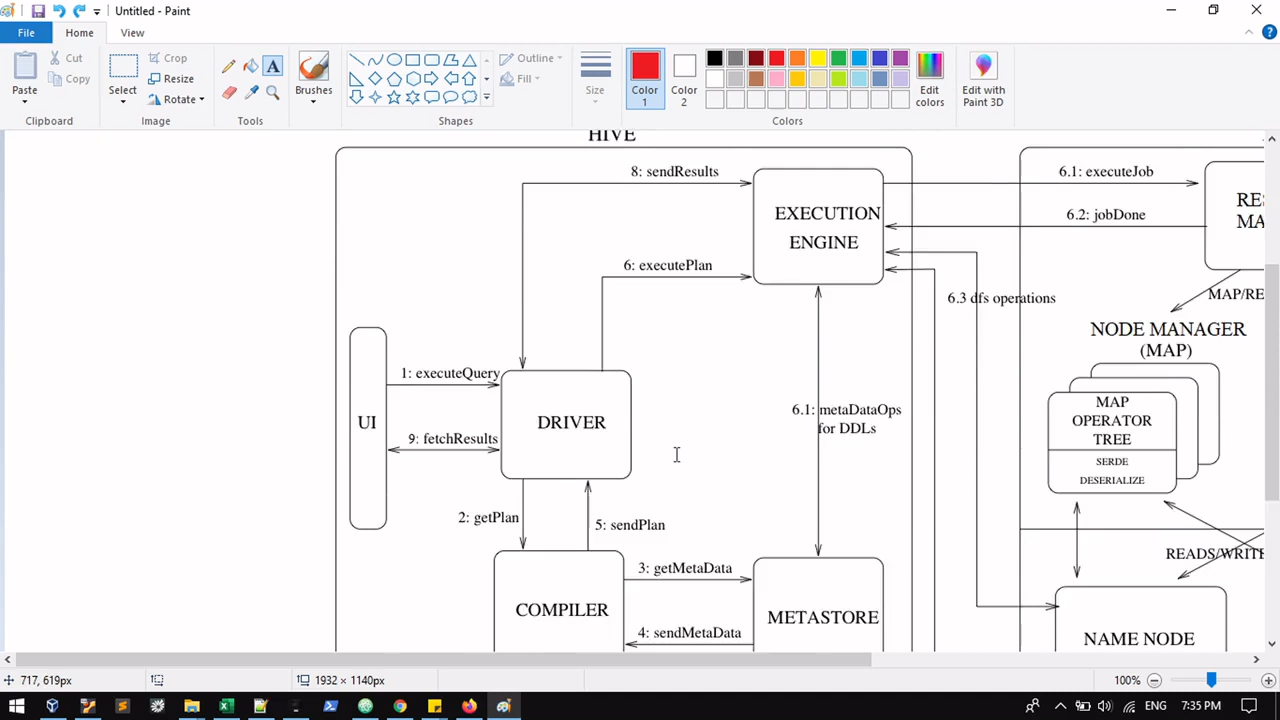 Untitled - Paint
File
Home
View
Paste
Cut
Copy
Clipboard
Select
Crop
Resize
Rotate
Image
Tools
Brushes
Outline
Fill
Shapes
Size
Color 1
Color 2
Edit colors
Colors
Edit with Paint 3D
HIVE
8: sendResults
6.1: executeJob
EXECUTION
ENGINE
6.2: jobDone
6: executePlan
6.3 dfs operations
NODE MANAGER
(MAP)
1: executeQuery
UI
DRIVER
9: fetchResults
6.1: metaDataOps
for DDLs
MAP
OPERATOR
TREE
SERDE
DESERIALIZE
2: getPlan
5: sendPlan
READS/WRITE
3: getMetaData
COMPILER
METASTORE
4: sendMetaData
NAME NODE
717, 619px
1932 × 1140px
100%
ENG
7:35 PM